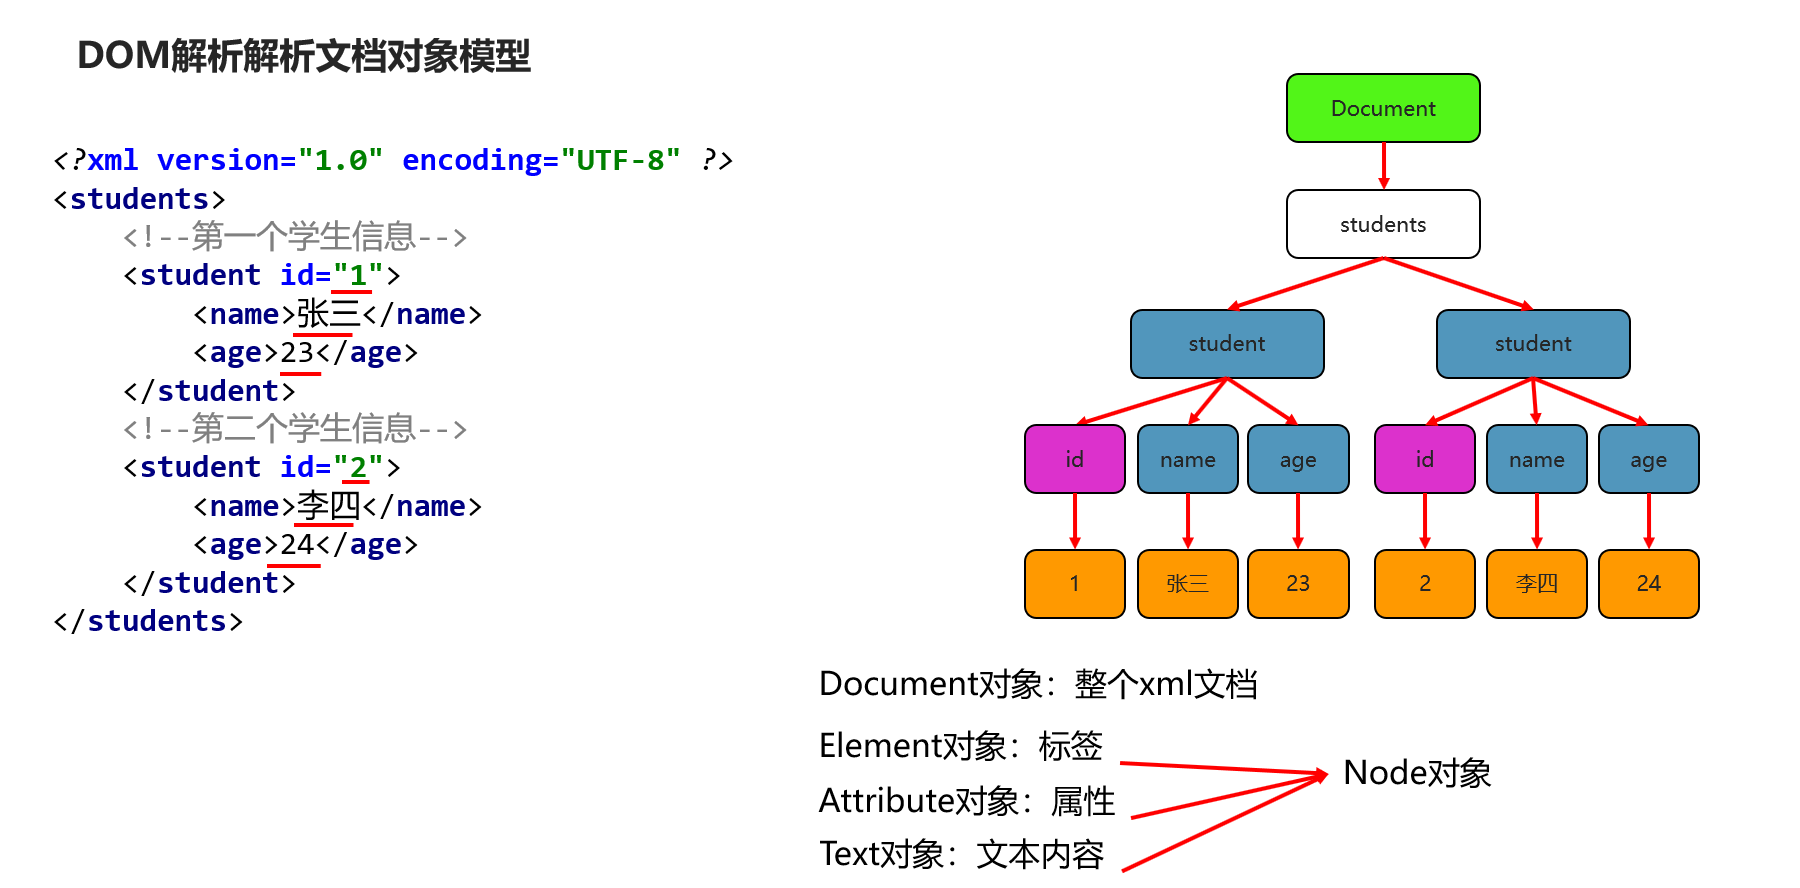 DOM解析解析文档对象模型
<?xml version="1.0" encoding="UTF-8" ?>
<students>
<!--第一个学生信息-->
<student id="1">
<name>张三</name>
<age>23</age>
</student>
<!--第二个学生信息-->
<student id="2">
<name>李四</name>
<age>24</age>
</student>
</students>
Document
students
student student
id name age id name age
1 张三 23 2 李四 24
Document对象：整个xml文档
Element对象：标签
Attribute对象：属性
Text对象：文本内容
Node对象